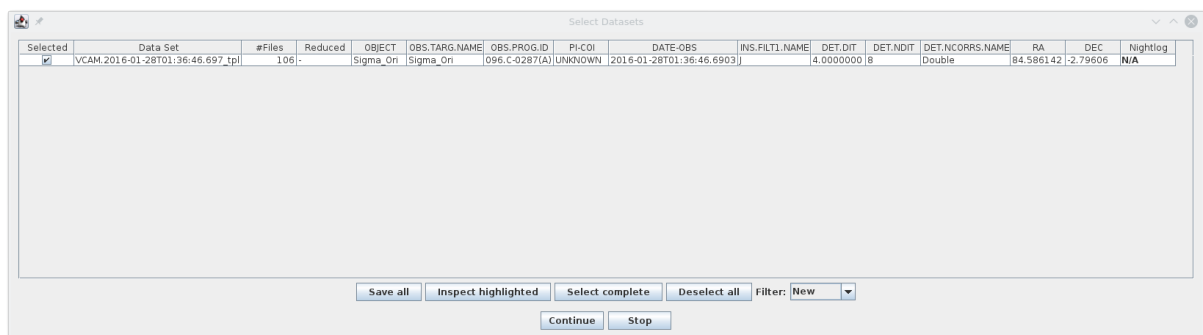 Select Datasets
Selected Data Set #Files Reduced OBJECT OBS.TARG.NAME OBS.PROG.ID PI-COI DATE-OBS INS.FILT1.NAME DET.DIT DET.NDIT DET.NCORRS.NAME RA DEC Nightlog
VCAM.2016-01-28T01:36:46.697_tpl 106 - Sigma_Ori Sigma_Ori 096.C-0287(A) UNKNOWN 2016-01-28T01:36:46.6903 J 4.0000000 8 Double 84.586142 -2.79606 N/A
Save all Inspect highlighted Select complete Deselect all Filter: New
Continue Stop